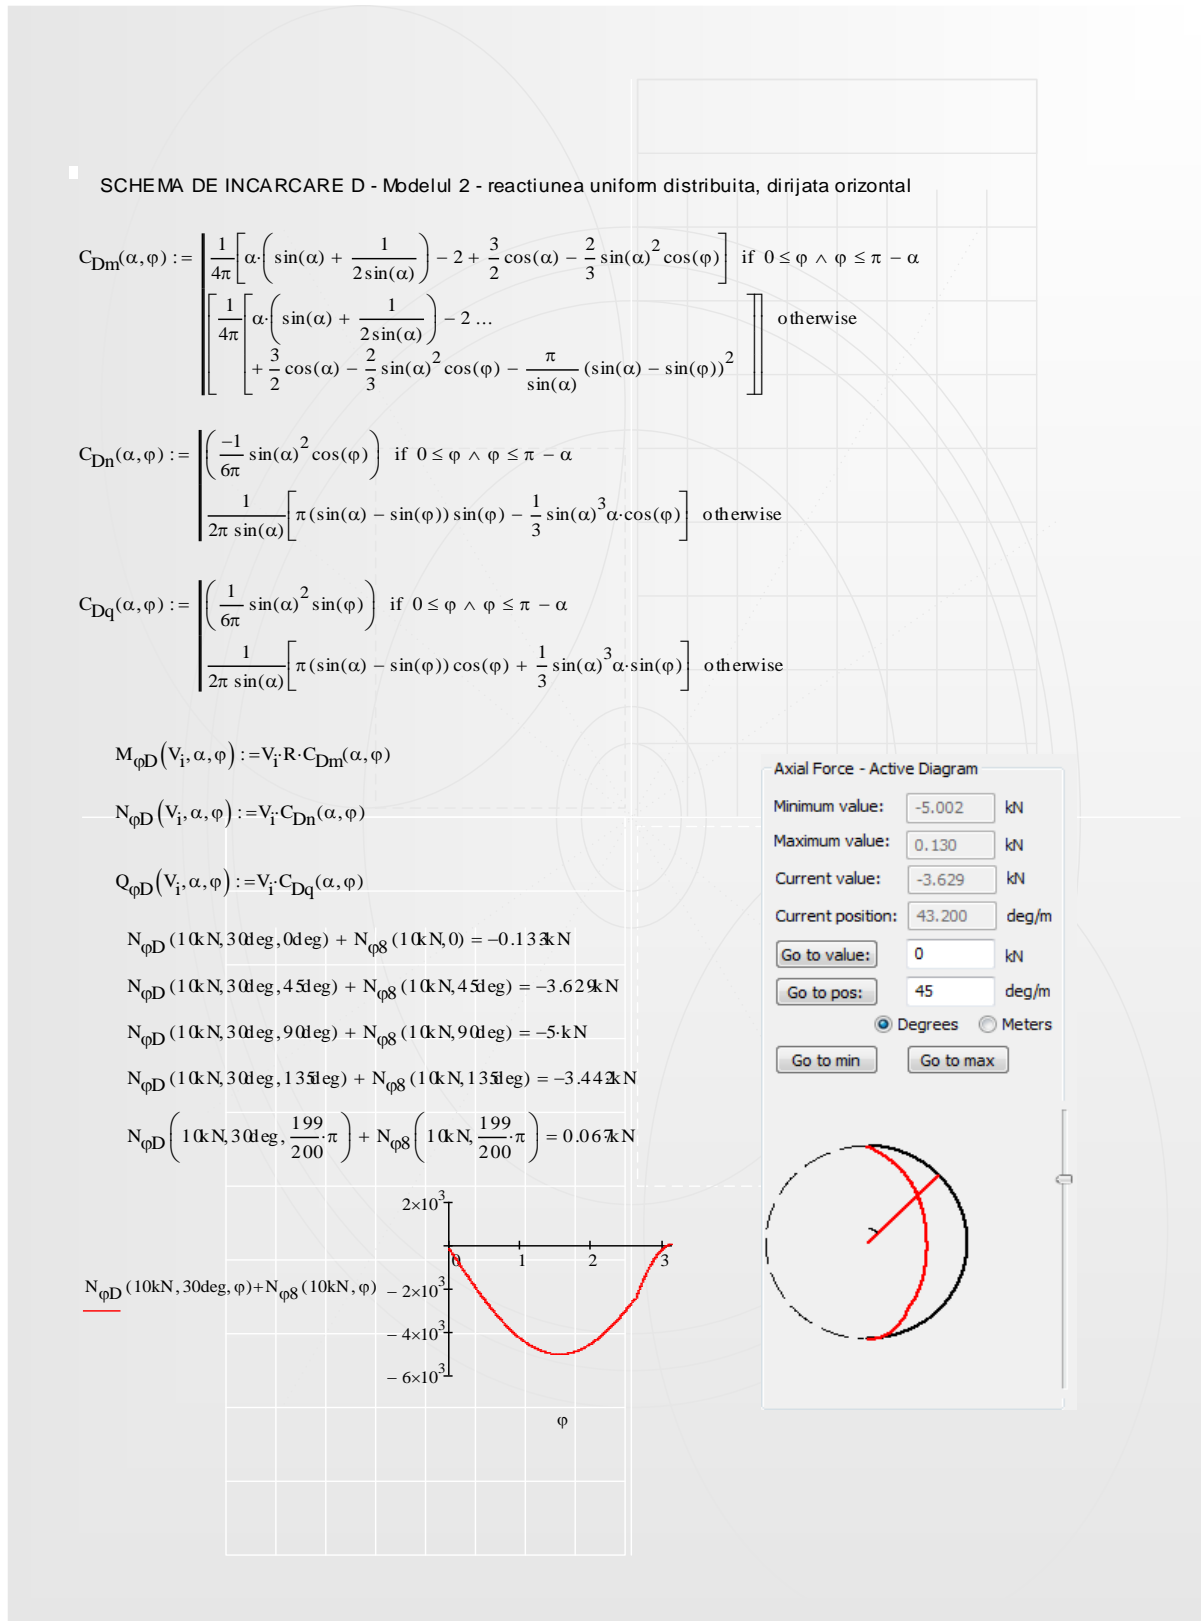 SCHEMA DE INCARCARE D - Modelul 2 - reactiunea uniform distribuita, dirijata orizontal
C_Dm(α,φ) := | 1/4π [α·(sin(α) + 1/(2 sin(α))) − 2 + 3/2 cos(α) − 2/3 sin(α)^2 cos(φ)] if 0 ≤ φ ∧ φ ≤ π − α
[1/4π [α·(sin(α) + 1/(2 sin(α))) − 2 ...
+ 3/2 cos(α) − 2/3 sin(α)^2 cos(φ) − π/sin(α) (sin(α) − sin(φ))^2]] otherwise
C_Dn(α,φ) := | (−1/6π sin(α)^2 cos(φ)) if 0 ≤ φ ∧ φ ≤ π − α
1/(2π sin(α)) [π(sin(α) − sin(φ)) sin(φ) − 1/3 sin(α)^3 α·cos(φ)] otherwise
C_Dq(α,φ) := | (1/6π sin(α)^2 sin(φ)) if 0 ≤ φ ∧ φ ≤ π − α
1/(2π sin(α)) [π(sin(α) − sin(φ)) cos(φ) + 1/3 sin(α)^3 α·sin(φ)] otherwise
M_φD(V_i,α,φ) := V_i·R·C_Dm(α,φ)
N_φD(V_i,α,φ) := V_i·C_Dn(α,φ)
Q_φD(V_i,α,φ) := V_i·C_Dq(α,φ)
N_φD(10kN,30deg,0deg) + N_φ8(10kN,0) = −0.133kN
N_φD(10kN,30deg,45deg) + N_φ8(10kN,45deg) = −3.629kN
N_φD(10kN,30deg,90deg) + N_φ8(10kN,90deg) = −5·kN
N_φD(10kN,30deg,135deg) + N_φ8(10kN,135deg) = −3.442kN
N_φD(10kN,30deg,199/200·π) + N_φ8(10kN,199/200·π) = 0.067kN
2×10^3
0 1 2 3
N_φD(10kN,30deg,φ)+N_φ8(10kN,φ)
− 2×10^3
− 4×10^3
− 6×10^3
φ
Axial Force - Active Diagram
Minimum value: -5.002 kN
Maximum value: 0.130 kN
Current value: -3.629 kN
Current position: 43.200 deg/m
Go to value: 0 kN
Go to pos: 45 deg/m
Degrees Meters
Go to min Go to max